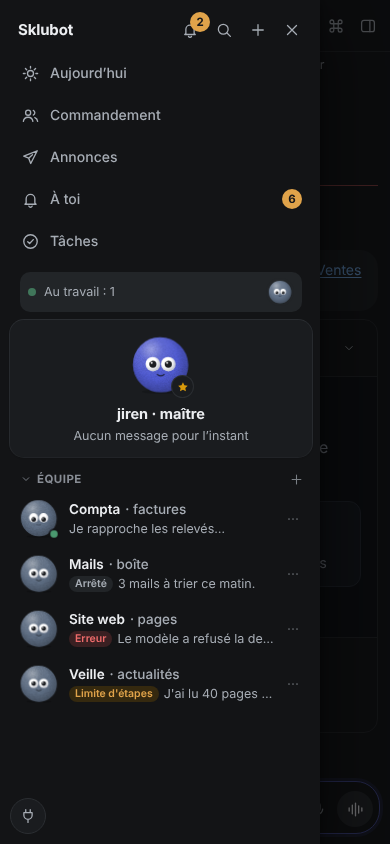 Sklubot
2
Aujourd’hui
Commandement
Annonces
À toi
6
Tâches
Ventes
Au travail : 1
jiren · maître
Aucun message pour l’instant
ÉQUIPE
Compta · factures
Je rapproche les relevés…
Mails · boîte
Arrêté 3 mails à trier ce matin.
Site web · pages
Erreur Le modèle a refusé la de…
Veille · actualités
Limite d'étapes J'ai lu 40 pages …